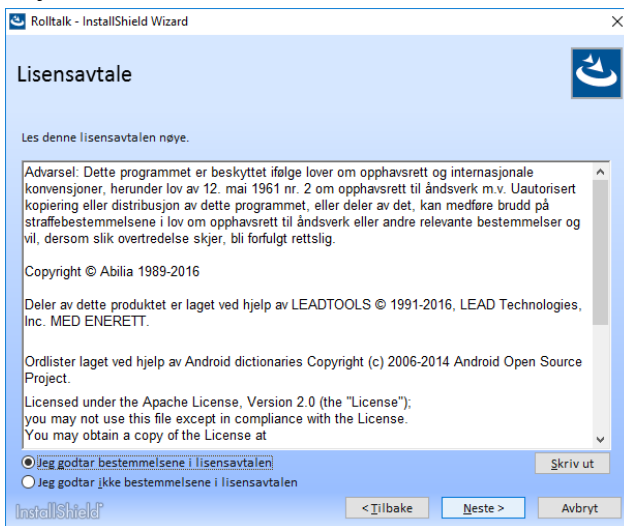 Rolltalk - InstallShield Wizard
Lisensavtale
Les denne lisensavtalen nøye.
Advarsel: Dette programmet er beskyttet ifølge lover om opphavsrett og internasjonale
konvensjoner, herunder lov av 12. mai 1961 nr. 2 om opphavsrett til åndsverk m.v. Uautorisert
kopiering eller distribusjon av dette programmet, eller deler av det, kan medføre brudd på
straffebestemmelsene i lov om opphavsrett til åndsverk eller andre relevante bestemmelser og
vil, dersom slik overtredelse skjer, bli forfulgt rettslig.
Copyright © Abilia 1989-2016
Deler av dette produktet er laget ved hjelp av LEADTOOLS © 1991-2016, LEAD Technologies,
Inc. MED ENERETT.
Ordlister laget ved hjelp av Android dictionaries Copyright (c) 2006-2014 Android Open Source
Project.
Licensed under the Apache License, Version 2.0 (the "License");
you may not use this file except in compliance with the License.
You may obtain a copy of the License at
Jeg godtar bestemmelsene i lisensavtalen
Skriv ut
Jeg godtar ikke bestemmelsene i lisensavtalen
InstallShield
< Tilbake
Neste >
Avbryt